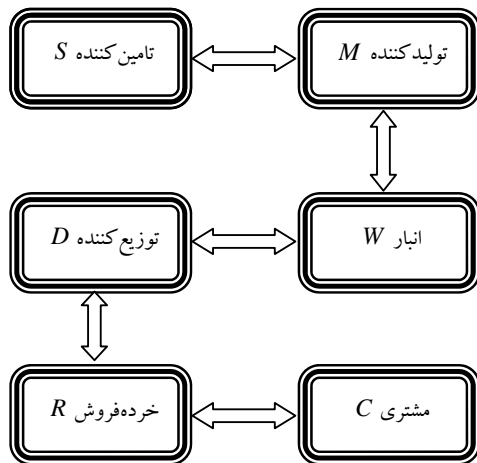 تامین‌کننده S
تولیدکننده M
توزیع‌کننده D
انبار W
خرده‌فروش R
مشتری C